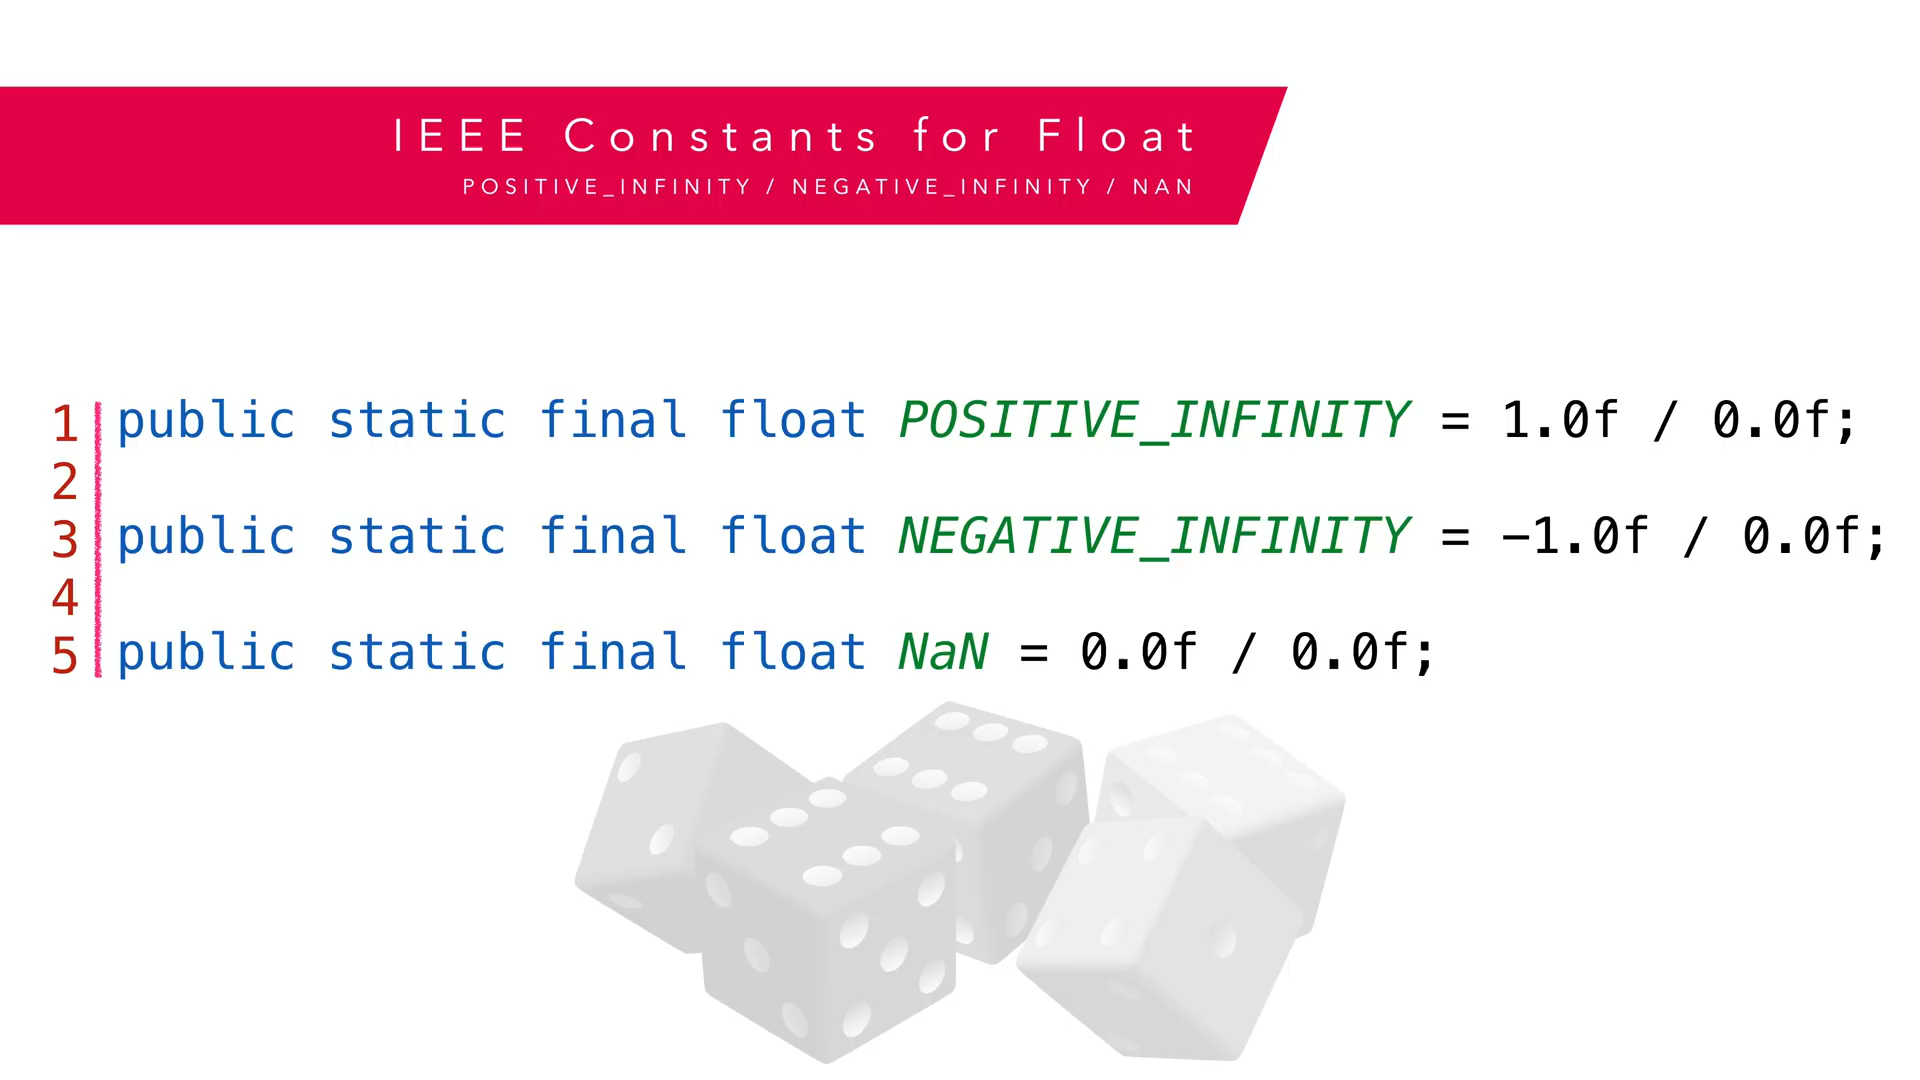 IEEE Constants for Float
POSITIVE_INFINITY / NEGATIVE_INFINITY / NAN
1 public static final float POSITIVE_INFINITY = 1.0f / 0.0f;
2
3 public static final float NEGATIVE_INFINITY = -1.0f / 0.0f;
4
5 public static final float NaN = 0.0f / 0.0f;